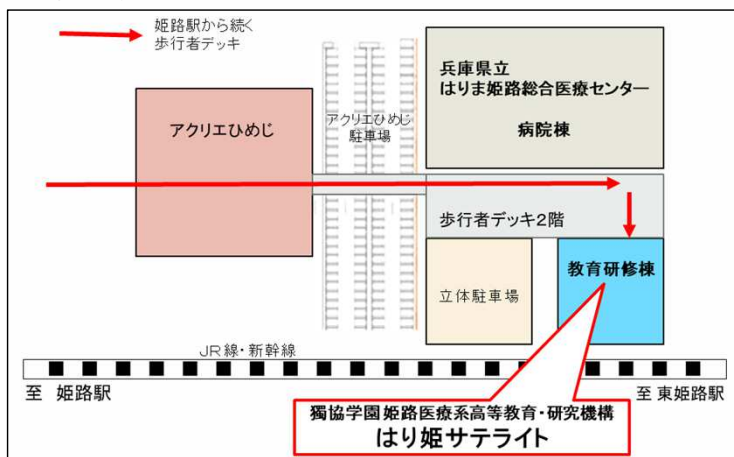 姫路駅から続く
歩行者デッキ
兵庫県立
はりま姫路総合医療センター
病院棟
アクリエひめじ
アクリエひめじ
駐車場
歩行者デッキ2階
立体駐車場
教育研修棟
JR線・新幹線
至 姫路駅
至 東姫路駅
獨協学園姫路医療系高等教育・研究機構
はり姫サテライト